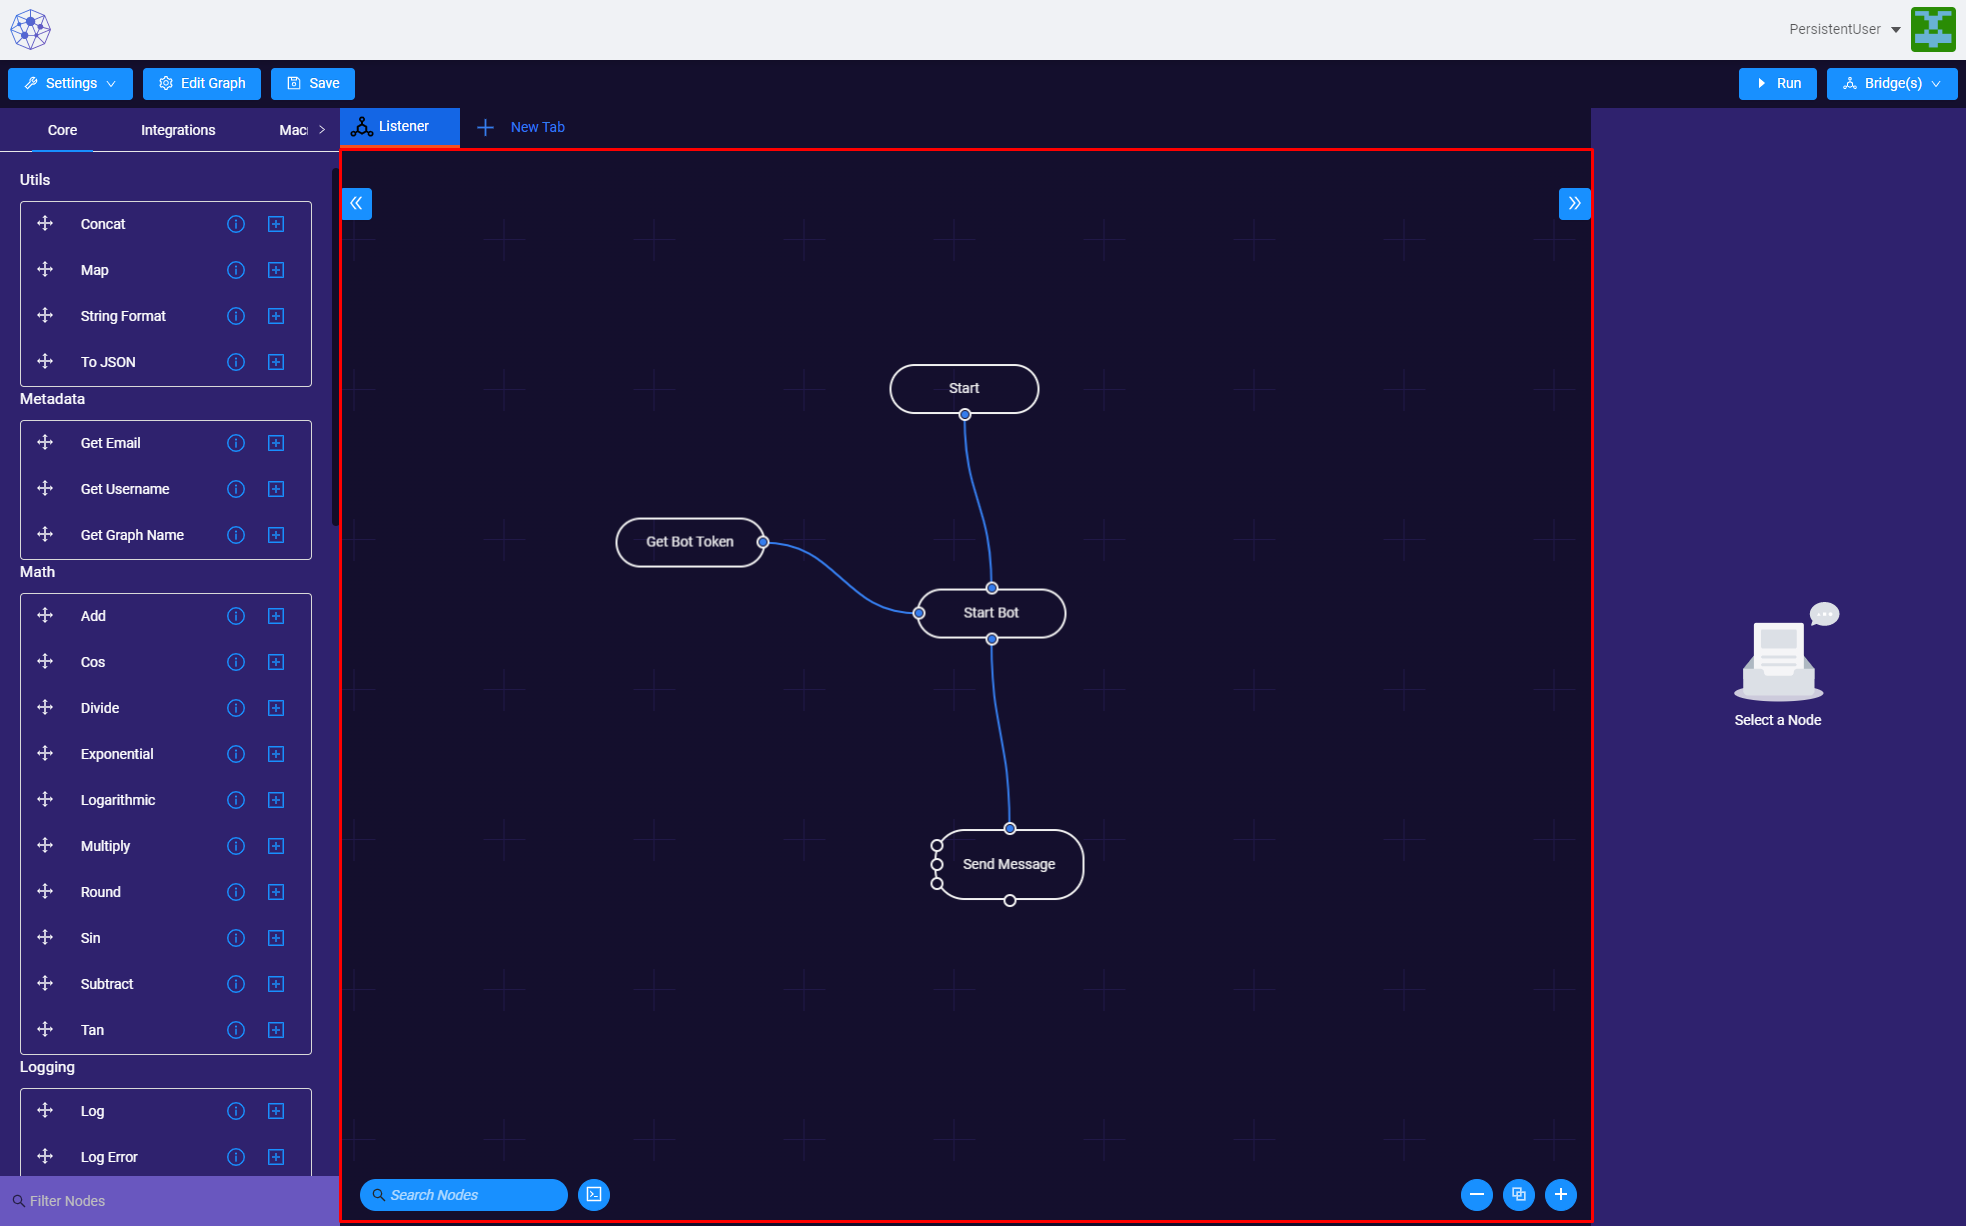 PersistentUser
Settings
Edit Graph
Save
Run
Bridge(s)
Core
Integrations
Mac
Listener
New Tab
Utils
Concat
Map
String Format
To JSON
Metadata
Get Email
Get Username
Get Graph Name
Math
Add
Cos
Divide
Exponential
Logarithmic
Multiply
Round
Sin
Subtract
Tan
Logging
Log
Log Error
Filter Nodes
Start
Get Bot Token
Start Bot
Send Message
Search Nodes
Select a Node